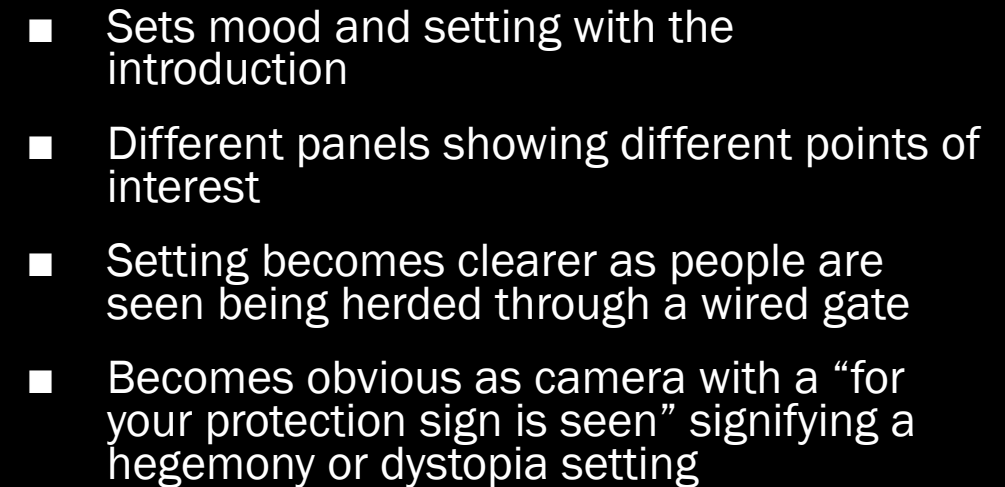 ■ Sets mood and setting with the
introduction
■ Different panels showing different points of
interest
■ Setting becomes clearer as people are
seen being herded through a wired gate
■ Becomes obvious as camera with a “for
your protection sign is seen” signifying a
hegemony or dystopia setting